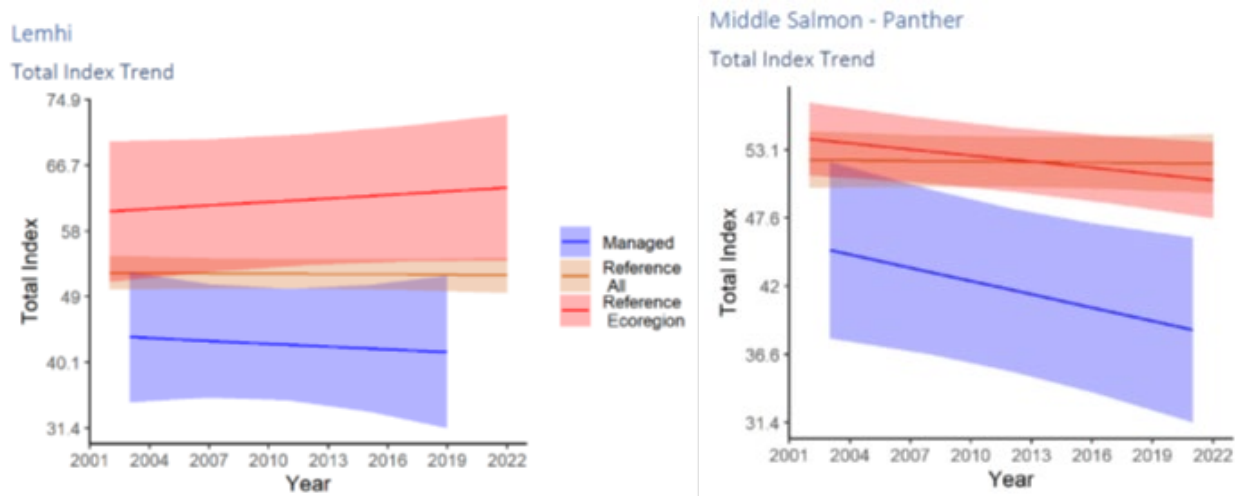 Lemhi
Total Index Trend
74.9
66.7
58
49
40.1
31.4
Total Index
2001 2004 2007 2010 2013 2016 2019 2022
Year
Managed
Reference
All
Reference
Ecoregion
Middle Salmon - Panther
Total Index Trend
53.1
47.6
42
36.6
31.4
Total Index
2001 2004 2007 2010 2013 2016 2019 2022
Year